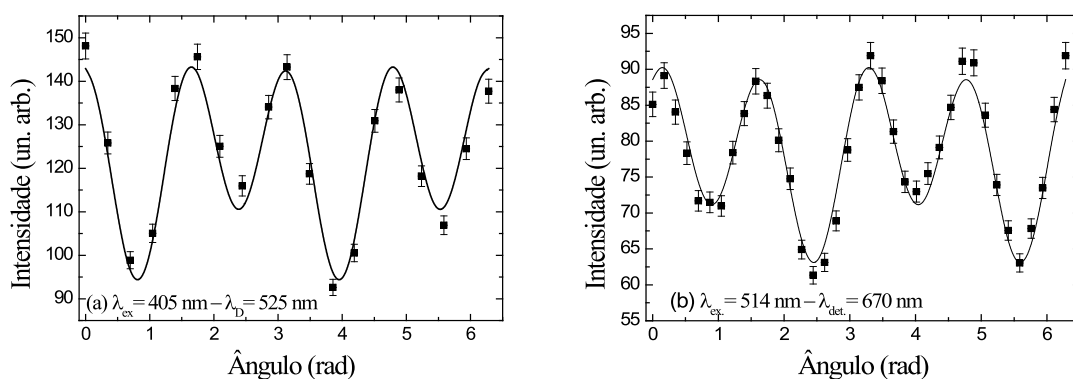 150
140
130
120
110
100
90
Intensidade (un. arb.)
(a) λex = 405 nm – λD = 525 nm
0 1 2 3 4 5 6
Ângulo (rad)
95
90
85
80
75
70
65
60
55
Intensidade (un. arb.)
(b) λex. = 514 nm – λdet. = 670 nm
0 1 2 3 4 5 6
Ângulo (rad)